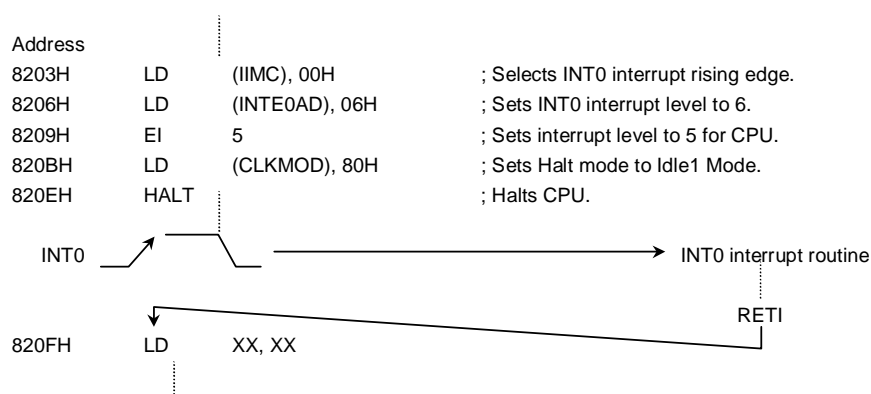 Address
8203H LD (IIMC), 00H ; Selects INT0 interrupt rising edge.
8206H LD (INTE0AD), 06H ; Sets INT0 interrupt level to 6.
8209H EI 5 ; Sets interrupt level to 5 for CPU.
820BH LD (CLKMOD), 80H ; Sets Halt mode to Idle1 Mode.
820EH HALT ; Halts CPU.
INT0 INT0 interrupt routine
RETI
820FH LD XX, XX